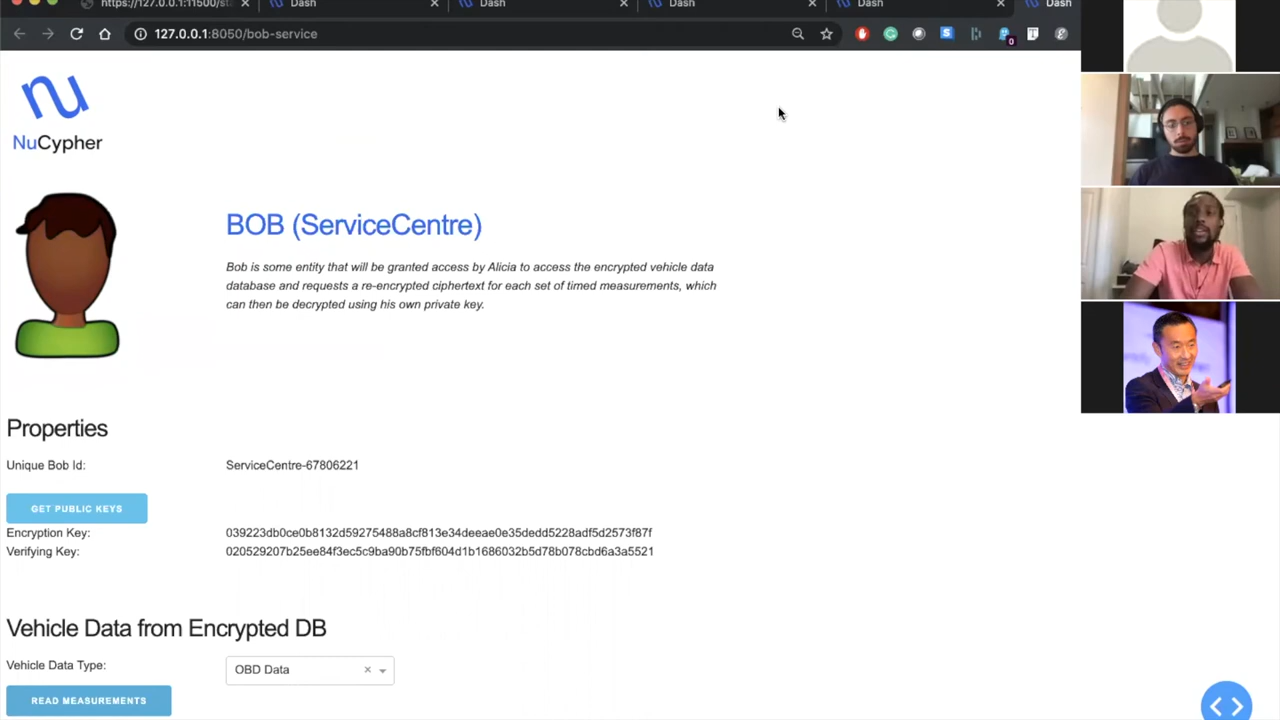 https://127.0.0.1:11500/st
Dash
Dash
Dash
Dash
Dash
127.0.0.1:8050/bob-service
0
nu
NuCypher
BOB (ServiceCentre)
Bob is some entity that will be granted access by Alicia to access the encrypted vehicle data
database and requests a re-encrypted ciphertext for each set of timed measurements, which
can then be decrypted using his own private key.
Properties
Unique Bob Id:
ServiceCentre-67806221
GET PUBLIC KEYS
Encryption Key:
039223db0ce0b8132d59275488a8cf813e34deeae0e35dedd5228adf5d2573f87f
Verifying Key:
020529207b25ee84f3ec5c9ba90b75fbf604d1b1686032b5d78b078cbd6a3a5521
Vehicle Data from Encrypted DB
Vehicle Data Type:
OBD Data
READ MEASUREMENTS